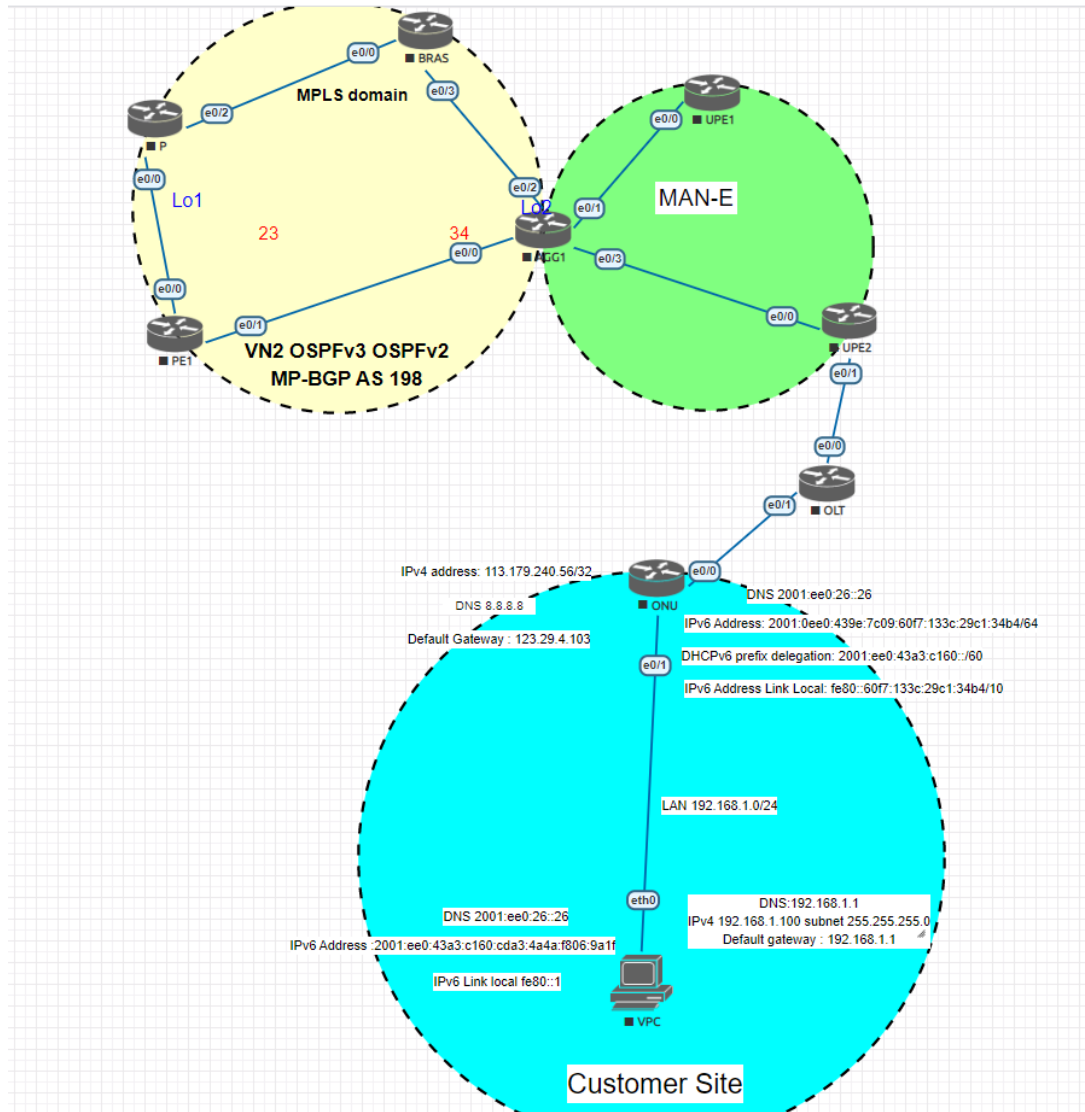 BRAS
e0/0
MPLS domain
e0/3
e0/2
P
e0/0
Lo1
23
34
e0/2
Lo2
e0/1
AGG1
e0/0
e0/0
e0/1
PE1
VN2 OSPFv3 OSPFv2
MP-BGP AS 198
UPE1
e0/0
MAN-E
e0/3
e0/0
UPE2
e0/1
e0/0
OLT
e0/1
e0/0
ONU
IPv4 address: 113.179.240.56/32
DNS 8.8.8.8
Default Gateway : 123.29.4.103
DNS 2001:ee0:26::26
IPv6 Address: 2001:0ee0:439e:7c09:60f7:133c:29c1:34b4/64
DHCPv6 prefix delegation: 2001:ee0:43a3:c160::/60
e0/1
IPv6 Address Link Local: fe80::60f7:133c:29c1:34b4/10
LAN 192.168.1.0/24
eth0
DNS:192.168.1.1
IPv4 192.168.1.100 subnet 255.255.255.0
Default gateway : 192.168.1.1
DNS 2001:ee0:26::26
IPv6 Address :2001:ee0:43a3:c160:cda3:4a4a:f806:9a1f
IPv6 Link local fe80::1
VPC
Customer Site